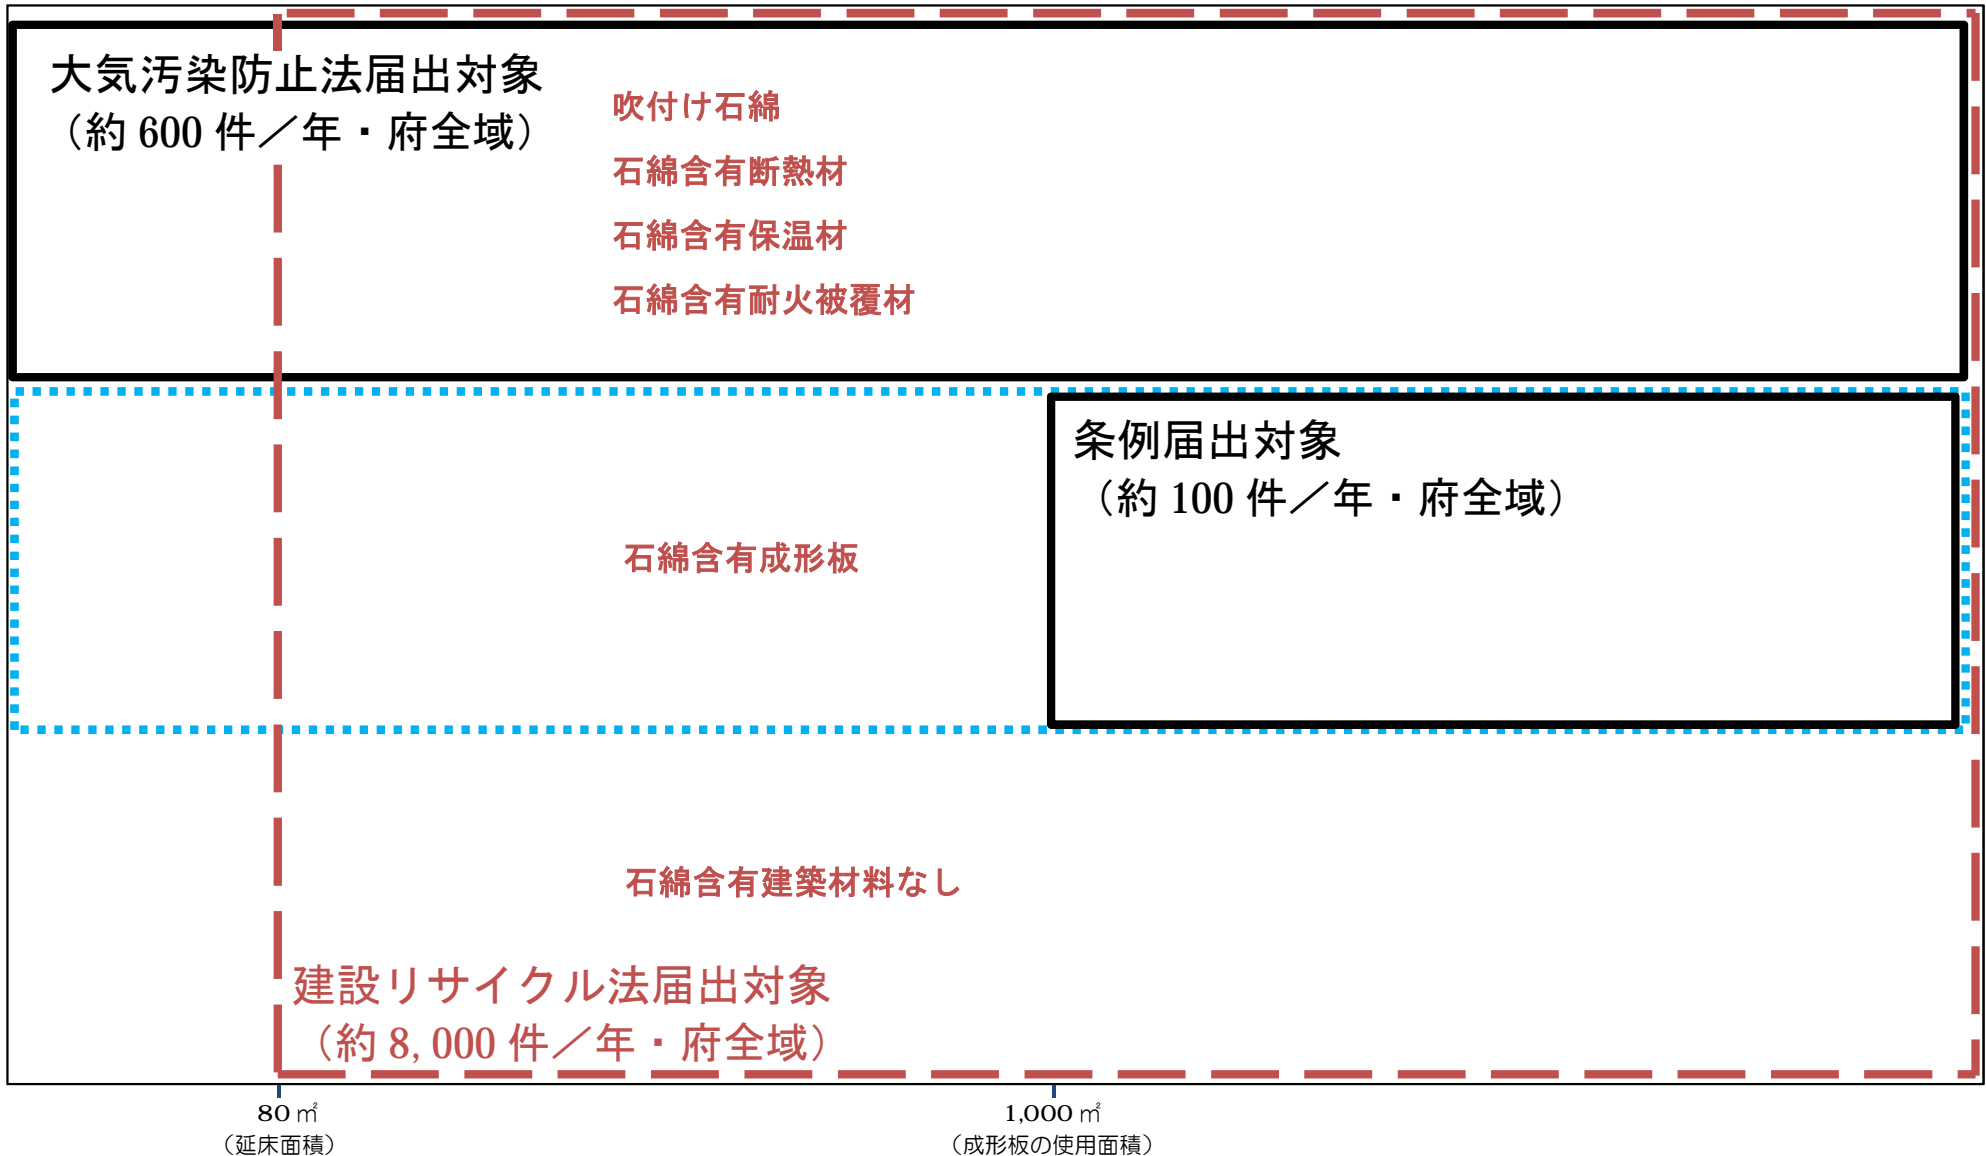 大気汚染防止法届出対象
（約 600 件／年・府全域）
吹付け石綿
石綿含有断熱材
石綿含有保温材
石綿含有耐火被覆材
条例届出対象
（約 100 件／年・府全域）
石綿含有成形板
石綿含有建築材料なし
建設リサイクル法届出対象
（約 8,000 件／年・府全域）
80 ㎡
（延床面積）
1,000 ㎡
（成形板の使用面積）